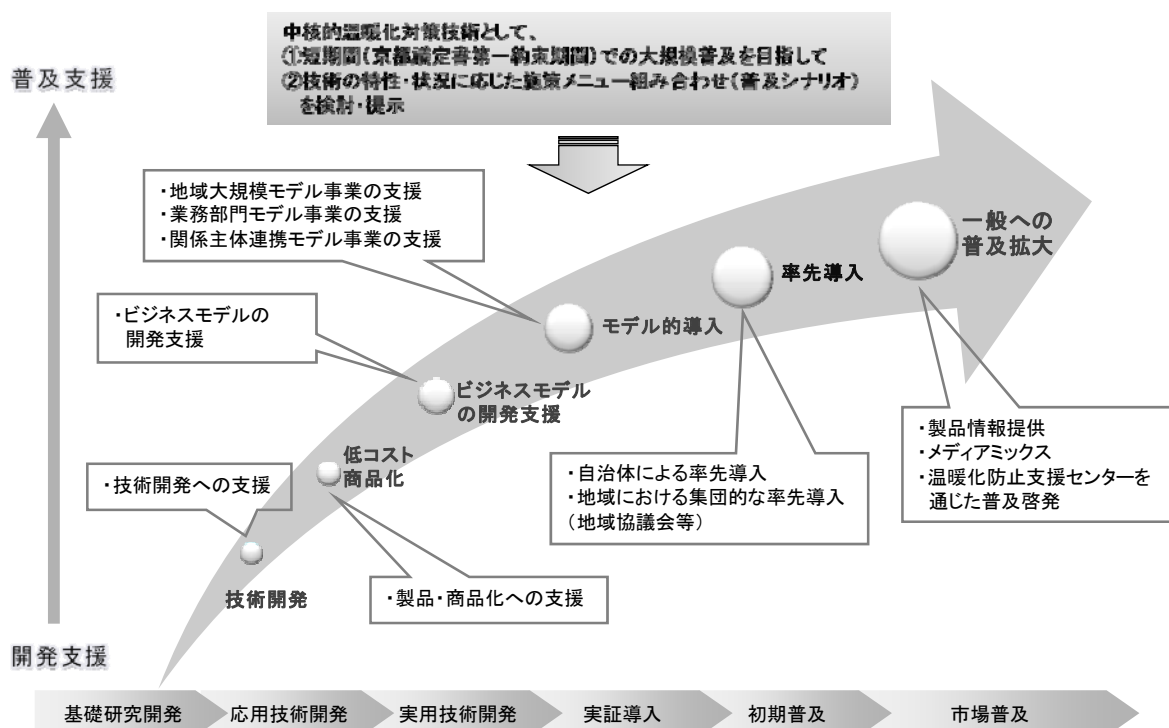 中核的温暖化対策技術として、
①短期間(京都議定書第一約束期間)での大規模普及を目指して
②技術の特性・状況に応じた施策メニュー組み合わせ(普及シナリオ)
を検討・提示
普及支援
・地域大規模モデル事業の支援
・業務部門モデル事業の支援
・関係主体連携モデル事業の支援
一般への
普及拡大
率先導入
・ビジネスモデルの
開発支援
モデル的導入
ビジネスモデル
の開発支援
・製品情報提供
・メディアミックス
・温暖化防止支援センターを
通じた普及啓発
低コスト
商品化
・自治体による率先導入
・地域における集団的な率先導入
(地域協議会等)
・技術開発への支援
技術開発
・製品・商品化への支援
開発支援
基礎研究開発
応用技術開発
実用技術開発
実証導入
初期普及
市場普及